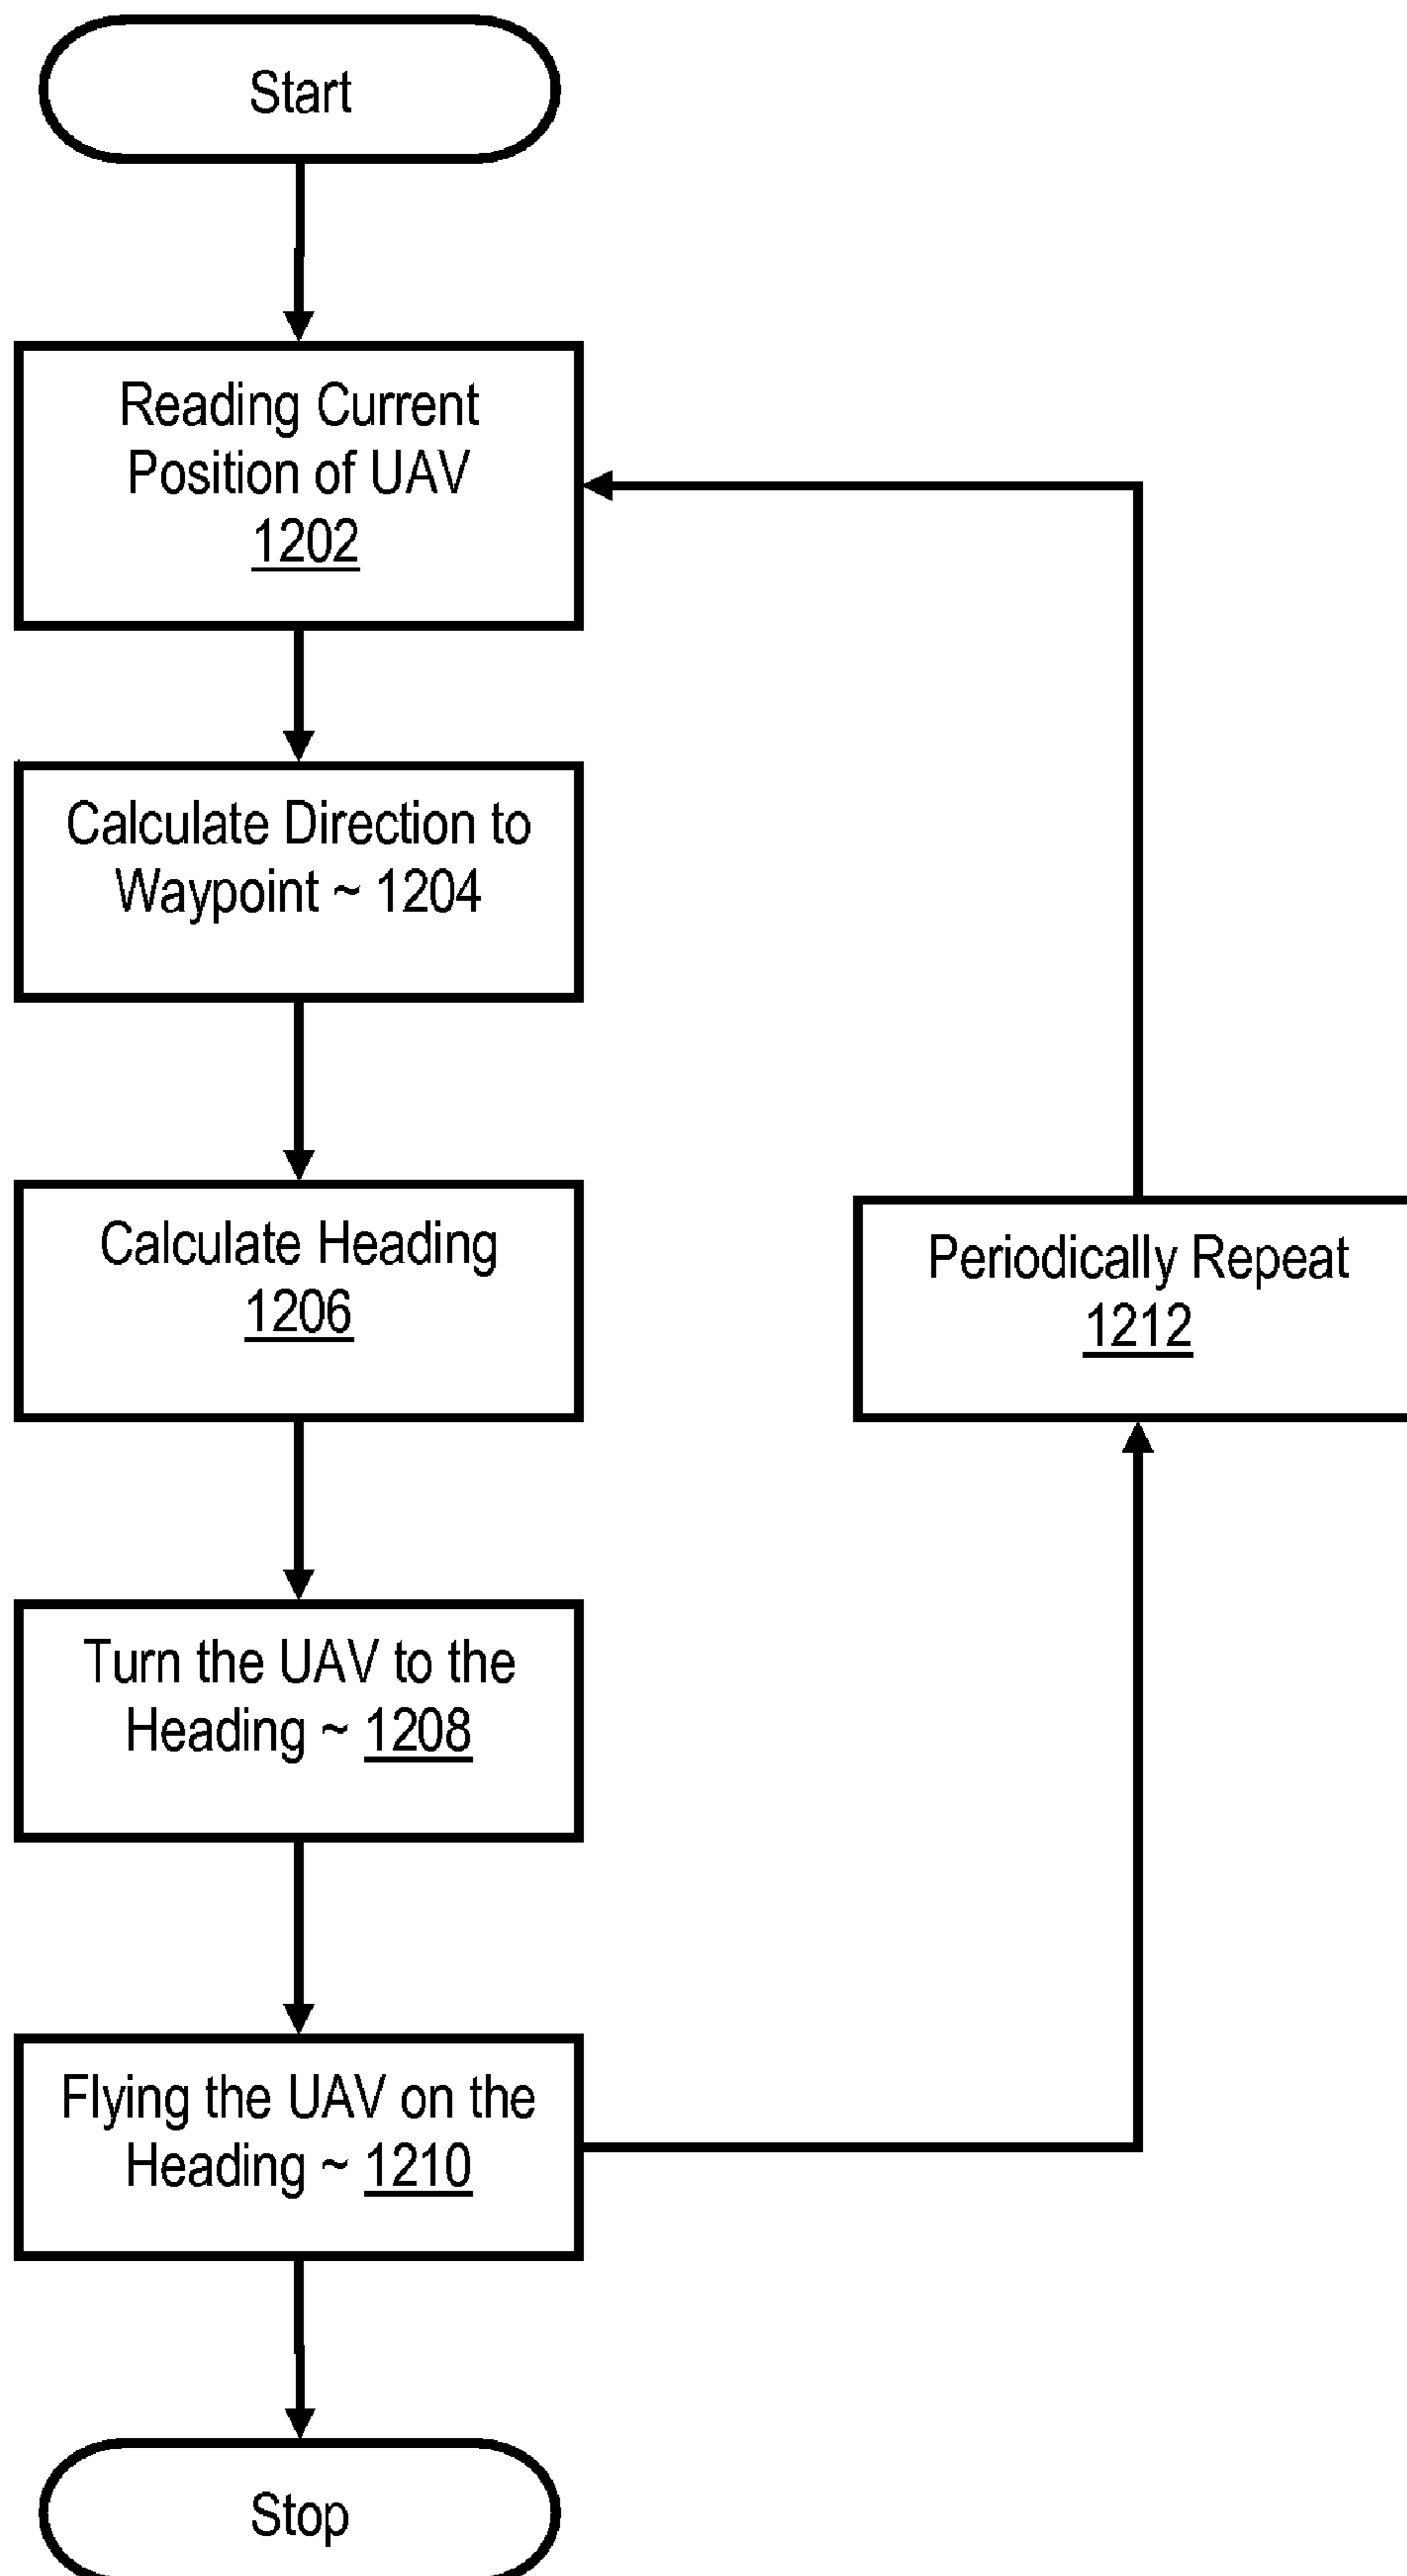 Start
Reading Current
Position of UAV
1202
Calculate Direction to
Waypoint ~ 1204
Calculate Heading
1206
Periodically Repeat
1212
Turn the UAV to the
Heading ~ 1208
Flying the UAV on the
Heading ~ 1210
Stop